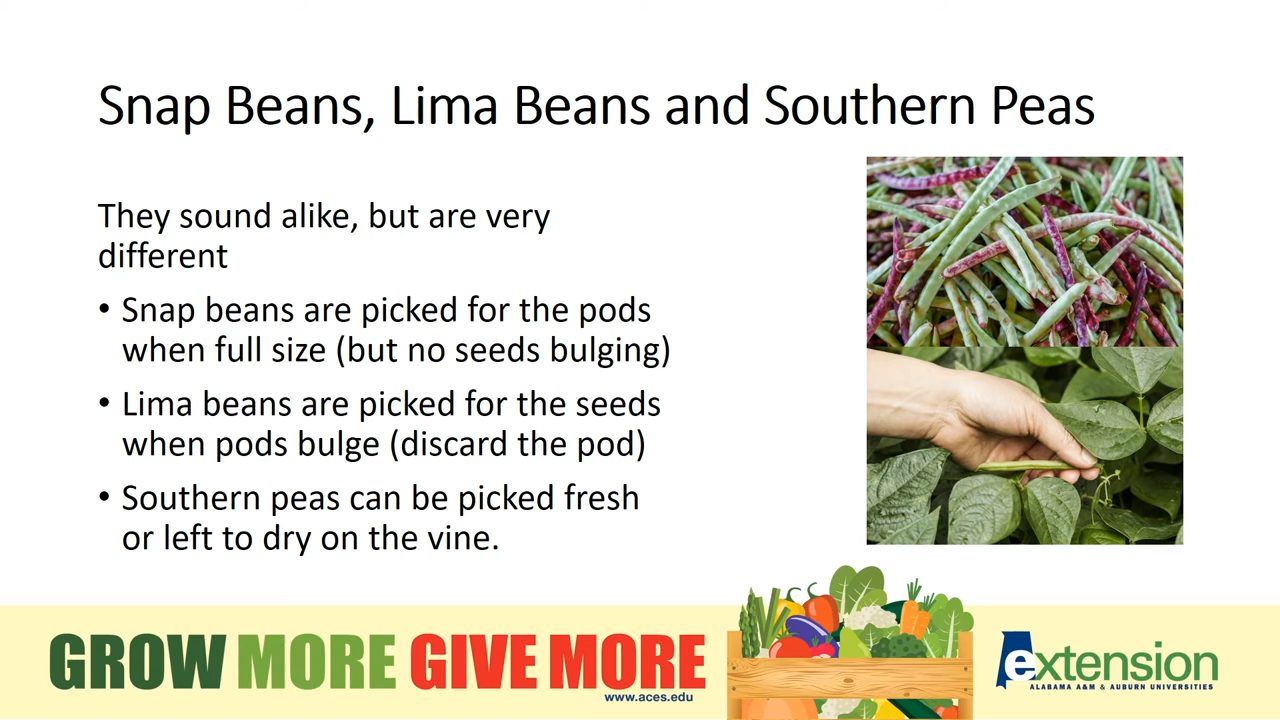 Snap Beans, Lima Beans and Southern Peas
They sound alike, but are very
different
• Snap beans are picked for the pods
when full size (but no seeds bulging)
• Lima beans are picked for the seeds
when pods bulge (discard the pod)
• Southern peas can be picked fresh
or left to dry on the vine.
GROW MORE GIVE MORE
www.aces.edu
extension
ALABAMA A&M & AUBURN UNIVERSITIES